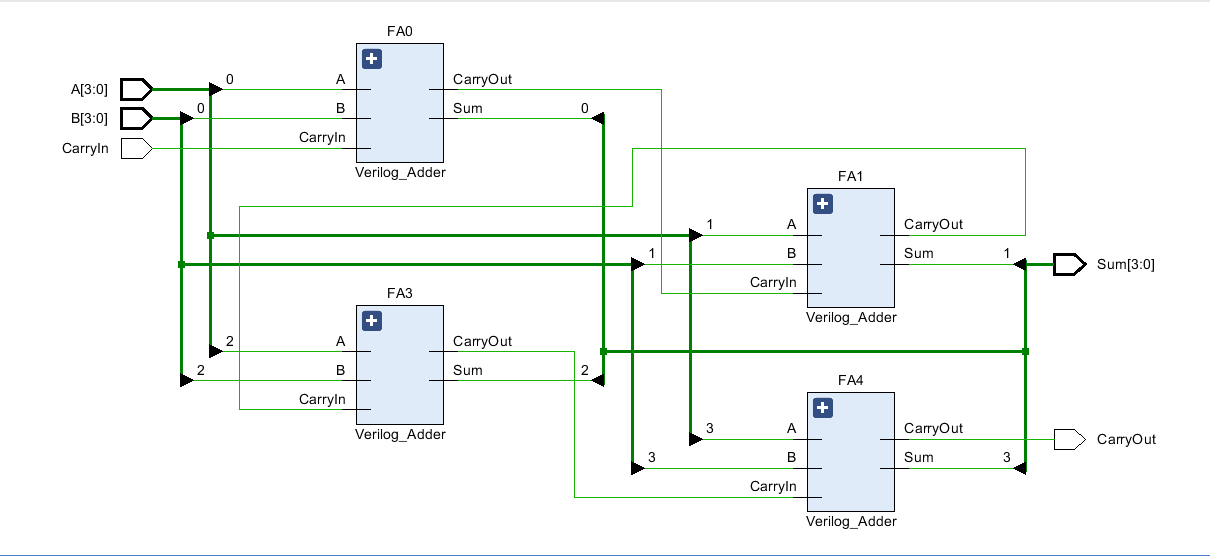 FA0
A[3:0]
0
A
CarryOut
B[3:0]
0
B
Sum
0
CarryIn
CarryIn
Verilog_Adder
FA1
1
A
CarryOut
1
B
Sum
1
Sum[3:0]
CarryIn
Verilog_Adder
FA3
2
A
CarryOut
2
B
Sum
2
CarryIn
Verilog_Adder
FA4
3
A
CarryOut
CarryOut
3
B
Sum
3
CarryIn
Verilog_Adder